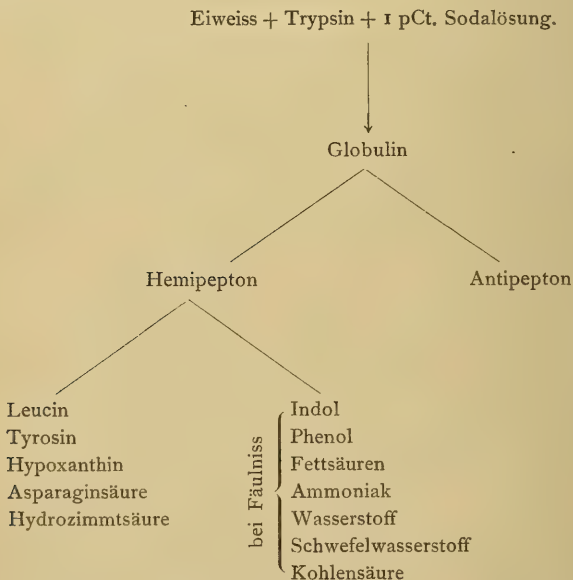 Eiweiss + Trypsin + 1 pCt. Sodalösung.
Globulin
Hemipepton
Antipepton
Leucin
Tyrosin
Hypoxanthin
Asparaginsäure
Hydrozimmtsäure
bei Fäulniss
Indol
Phenol
Fettsäuren
Ammoniak
Wasserstoff
Schwefelwasserstoff
Kohlensäure